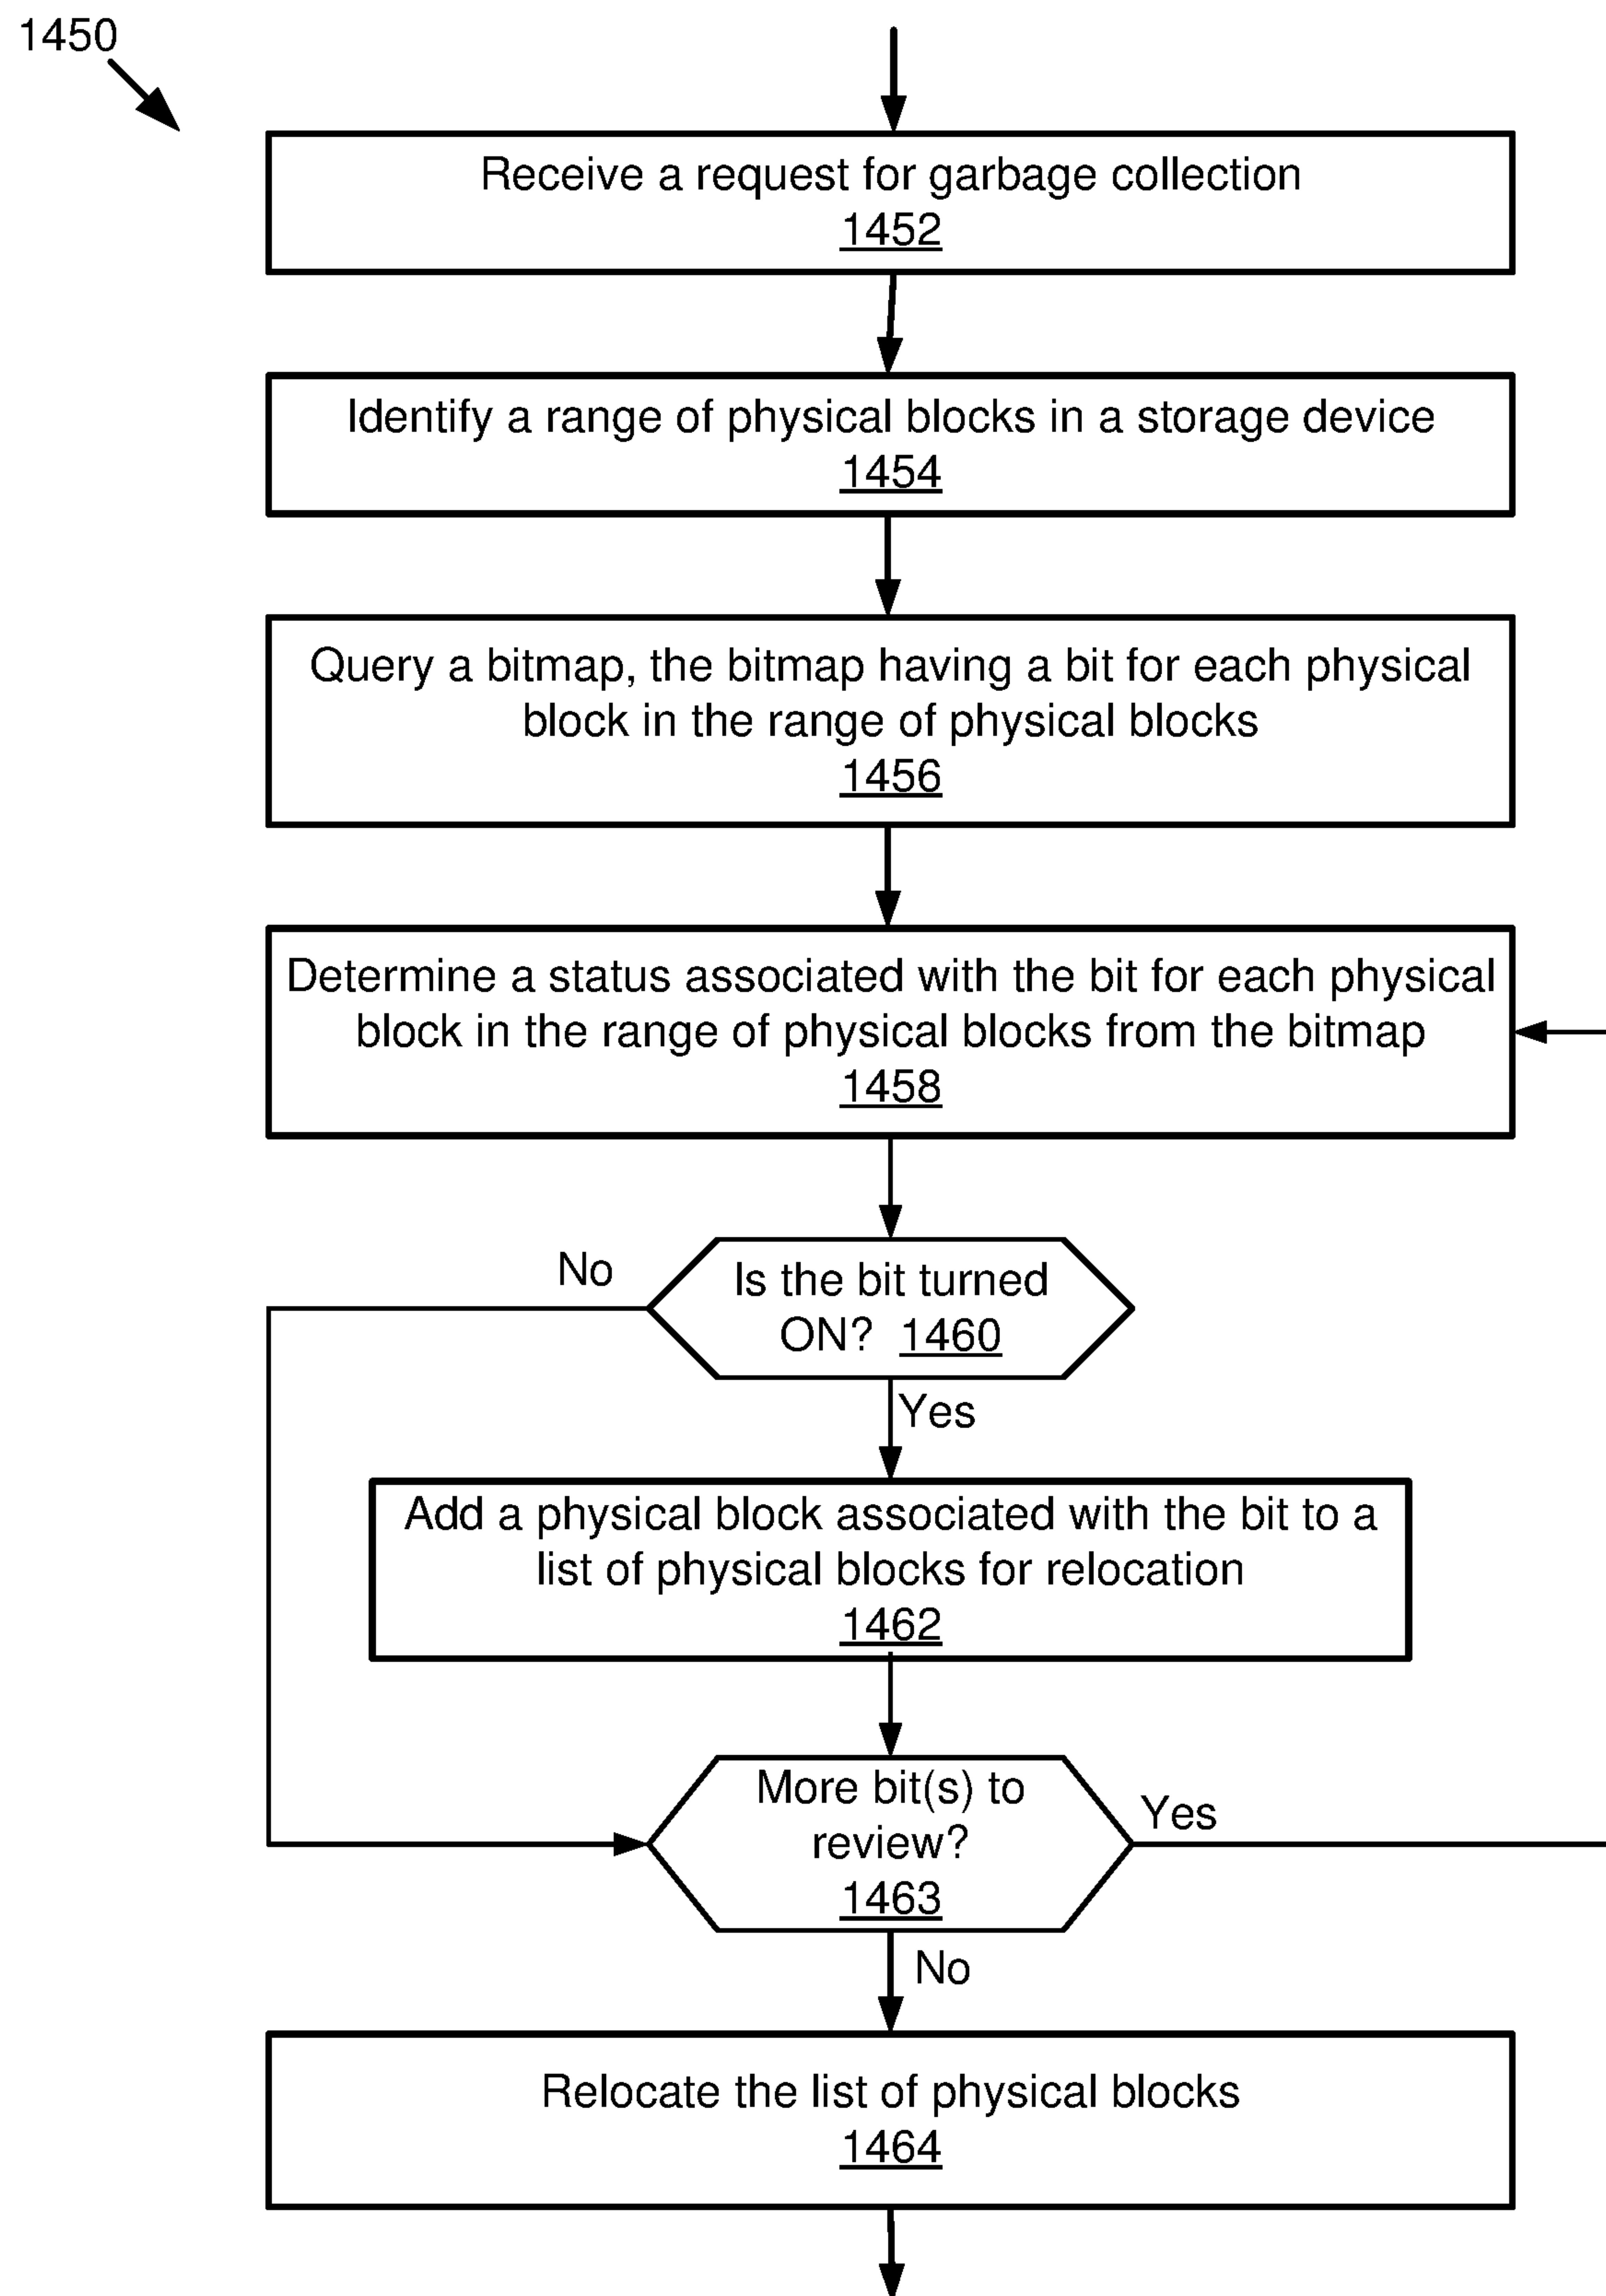 1450
Receive a request for garbage collection
1452
Identify a range of physical blocks in a storage device
1454
Query a bitmap, the bitmap having a bit for each physical
block in the range of physical blocks
1456
Determine a status associated with the bit for each physical
block in the range of physical blocks from the bitmap
1458
No
Is the bit turned
ON? 1460
Yes
Add a physical block associated with the bit to a
list of physical blocks for relocation
1462
More bit(s) to
review?
1463
Yes
No
Relocate the list of physical blocks
1464